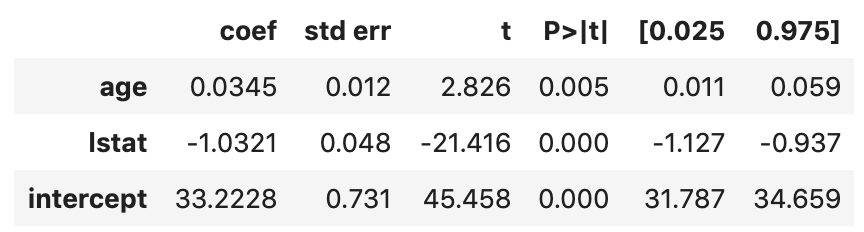 coef std err t P>|t| [0.025 0.975]
age 0.0345 0.012 2.826 0.005 0.011 0.059
lstat -1.0321 0.048 -21.416 0.000 -1.127 -0.937
intercept 33.2228 0.731 45.458 0.000 31.787 34.659